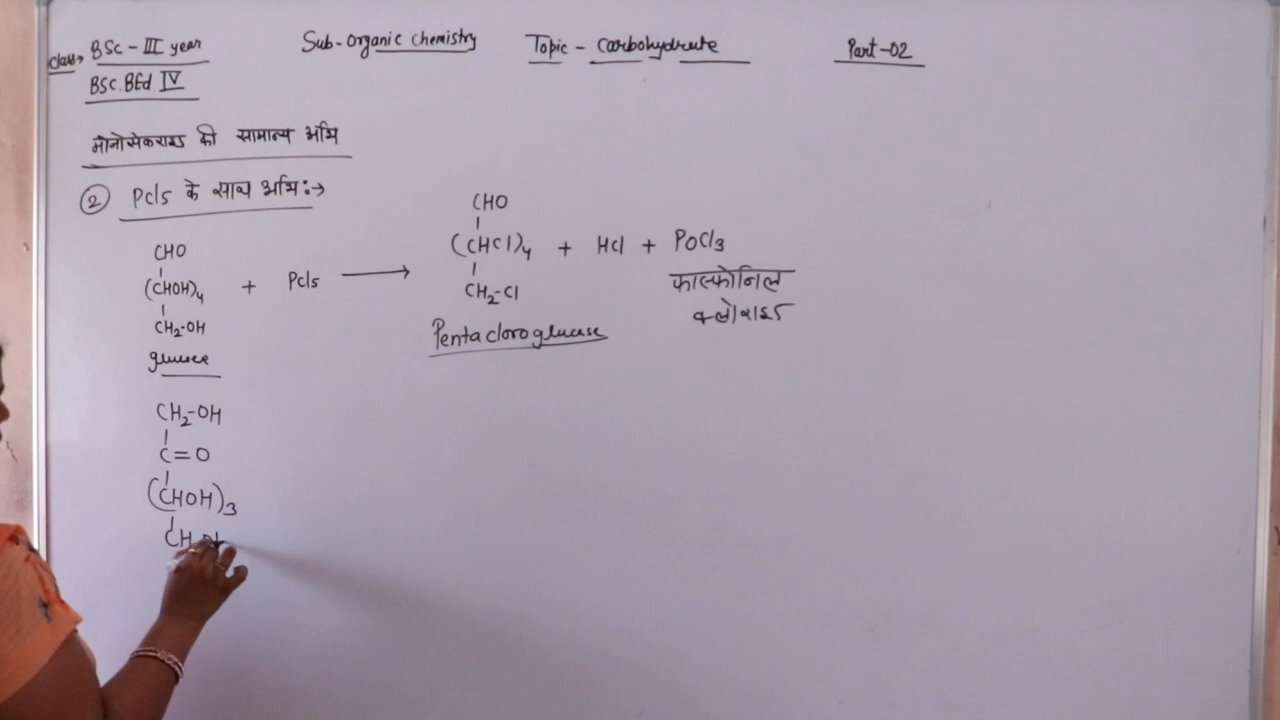 class→ BSc - III year Sub-Organic chemistry Topic - Carbohydrate Part-02
BSc.BEd. IV
मोनोसेकराइड की सामान्य अभि
② Pcl5 के साथ अभि:→
CHO
(CHOH)4 + Pcl5 ⟶
CH2-OH
glucose
CHO
(CHCl)4 + HCl + POCl3
CH2-Cl
Pentacloroglucose
फास्फोनिल
क्लोराइड
CH2-OH
C=O
(CHOH)3